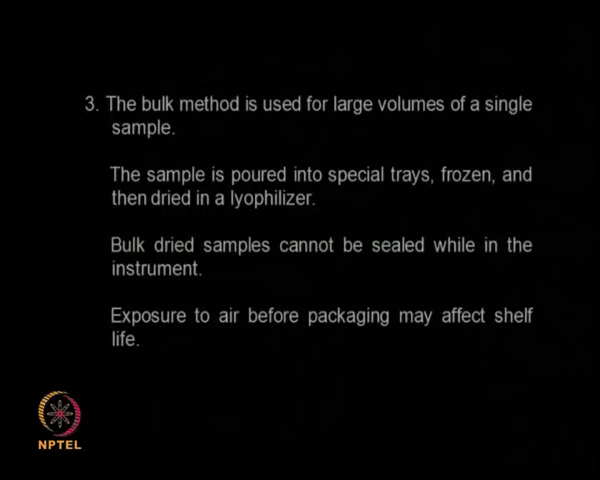 3. The bulk method is used for large volumes of a single
sample.
The sample is poured into special trays, frozen, and
then dried in a lyophilizer.
Bulk dried samples cannot be sealed while in the
instrument.
Exposure to air before packaging may affect shelf
life.
NPTEL